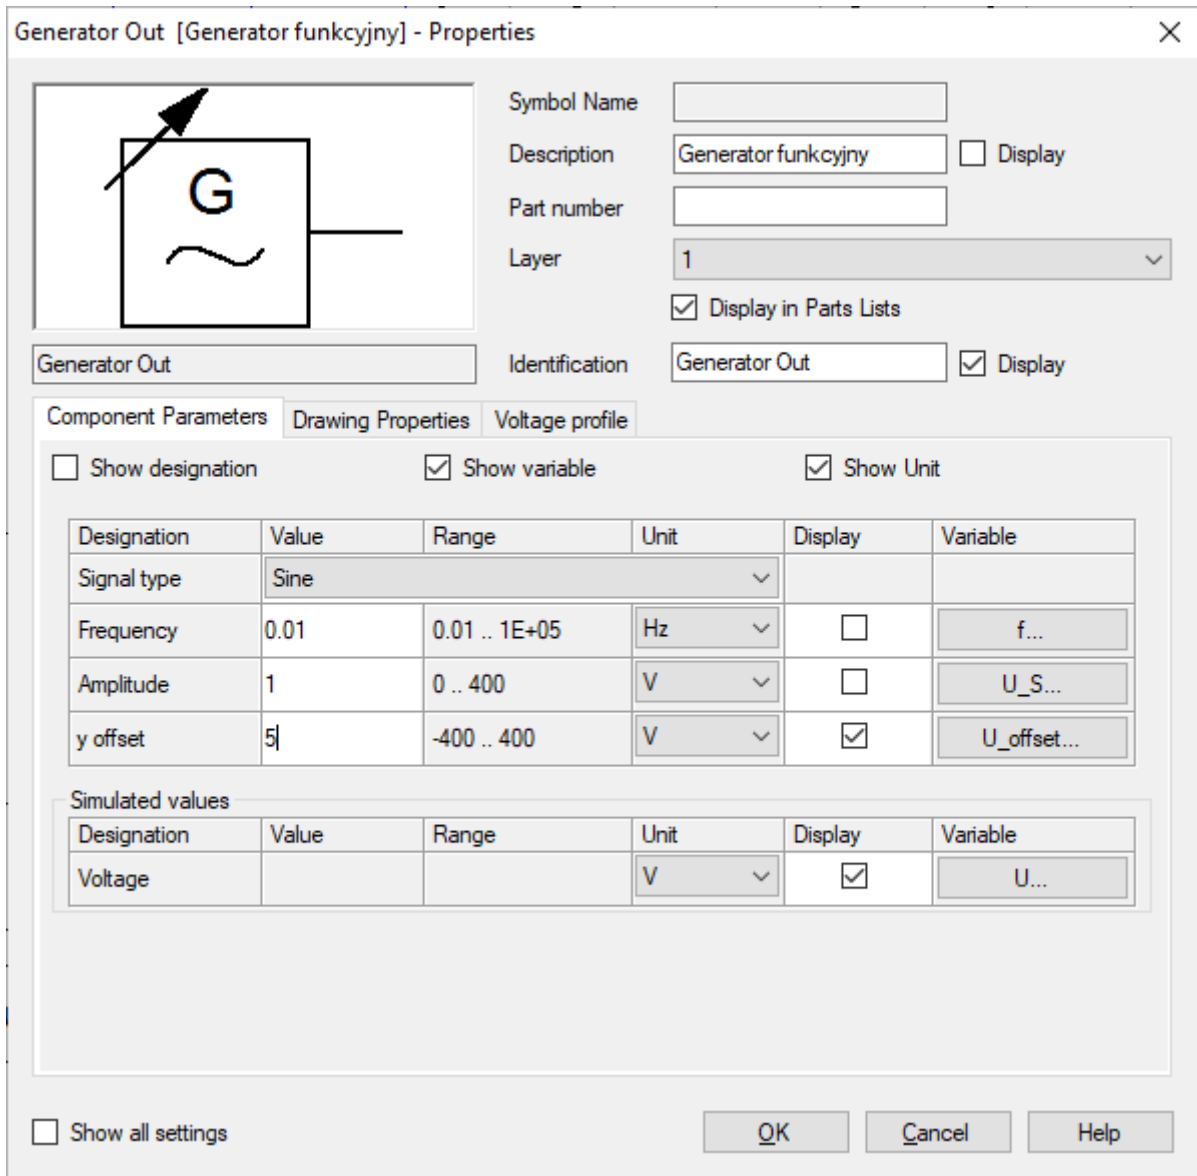 Generator Out [Generator funkcyjny] - Properties
G
Symbol Name
Description Generator funkcyjny Display
Part number
Layer 1
Display in Parts Lists
Generator Out Identification Generator Out Display
Component Parameters Drawing Properties Voltage profile
Show designation Show variable Show Unit
Designation Value Range Unit Display Variable
Signal type Sine
Frequency 0.01 0.01 .. 1E+05 Hz f...
Amplitude 1 0 .. 400 V U_S...
y offset 5 -400 .. 400 V U_offset...
Simulated values
Designation Value Range Unit Display Variable
Voltage V U...
Show all settings OK Cancel Help